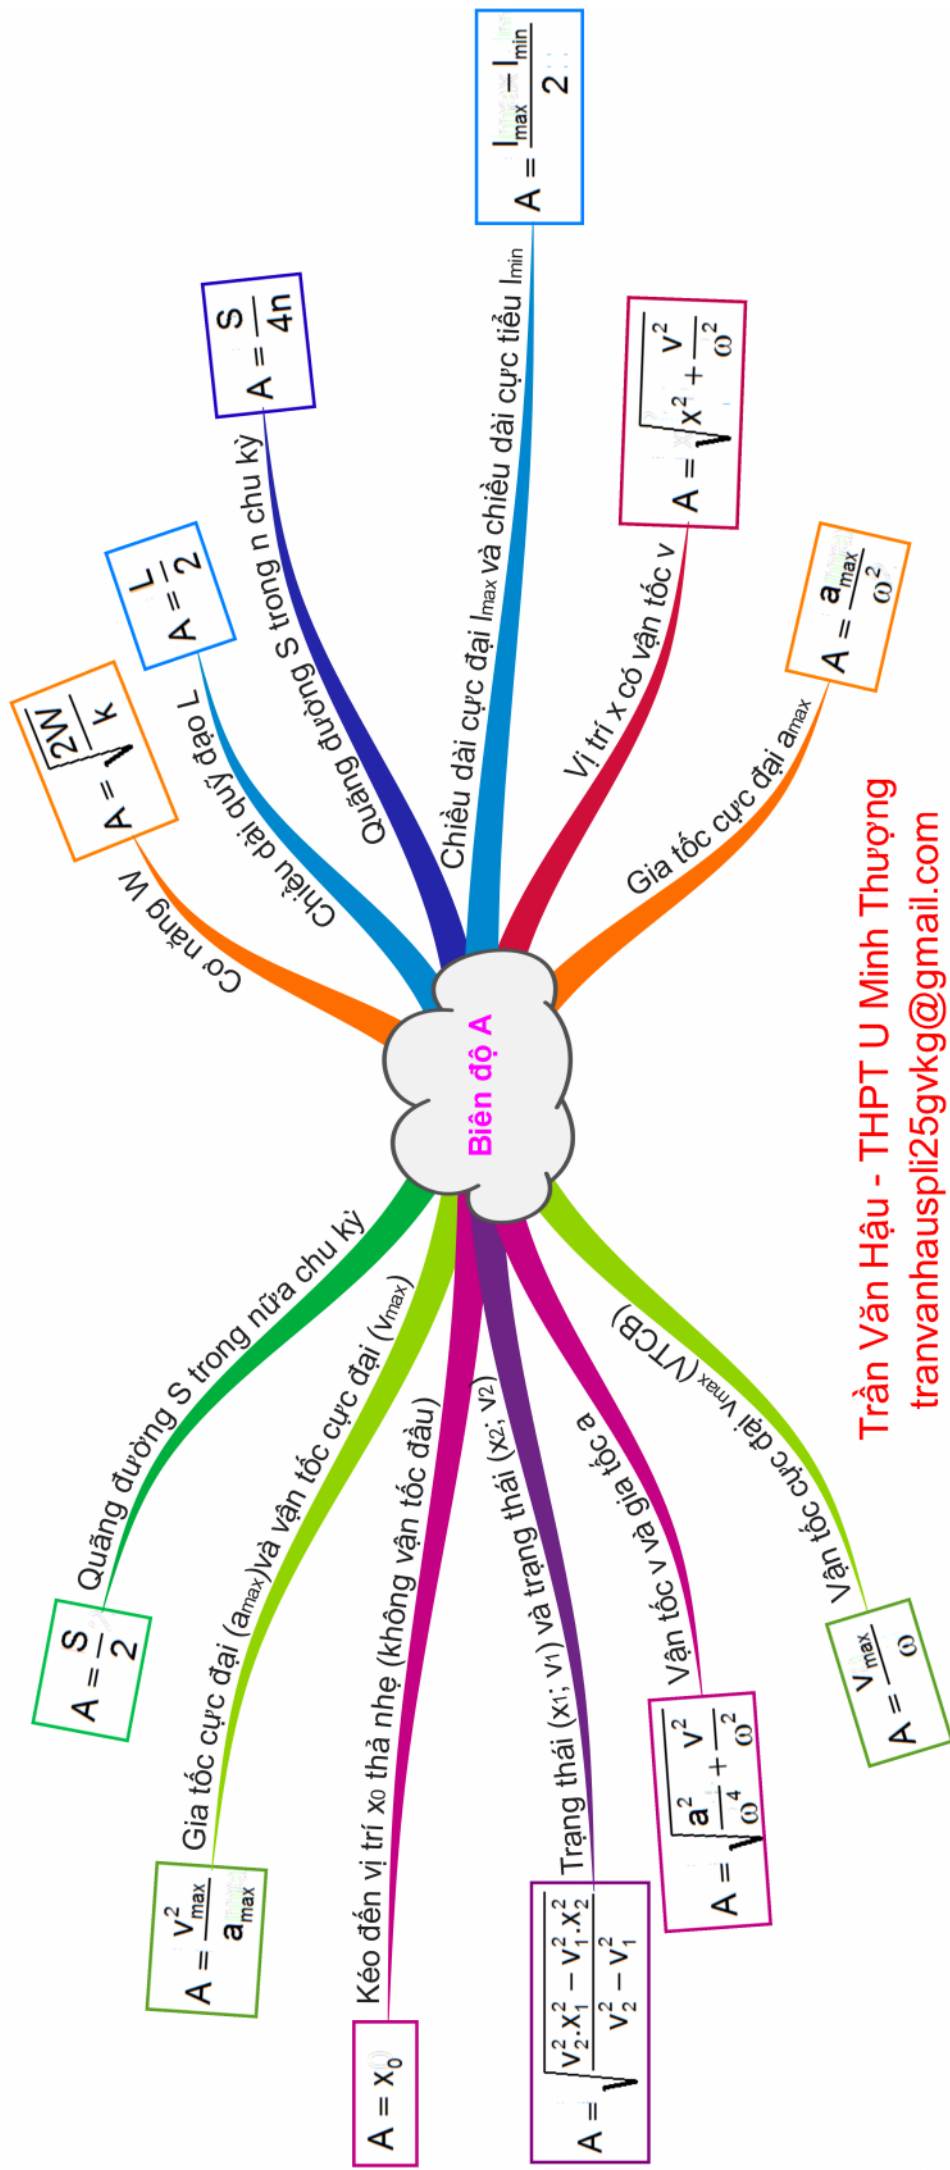 Biên độ A
Cơ năng W
A = √(2W/k)
Chiều dài quỹ đạo L
A = L/2
Quãng đường S trong n chu kỳ
A = S/4n
Chiều dài cực đại lmax và chiều dài cực tiểu lmin
A = (lmax − lmin)/2
Vị trí x có vận tốc v
A = √(x² + v²/ω²)
Gia tốc cực đại amax
A = amax/ω²
Quãng đường S trong nữa chu kỳ
A = S/2
Gia tốc cực đại (amax)và vận tốc cực đại (vmax)
A = v²max/amax
Kéo đến vị trí x0 thả nhẹ (không vận tốc đầu)
A = x0
Trạng thái (x1; v1) và trạng thái (x2; v2)
A = √((v2².x1² − v1².x2²)/(v2² − v1²))
Vận tốc v và gia tốc a
A = √(a²/ω⁴ + v²/ω²)
Vận tốc cực đại vmax (VTCB)
A = vmax/ω
Trần Văn Hậu - THPT U Minh Thượng
tranvanhauspli25gvkg@gmail.com